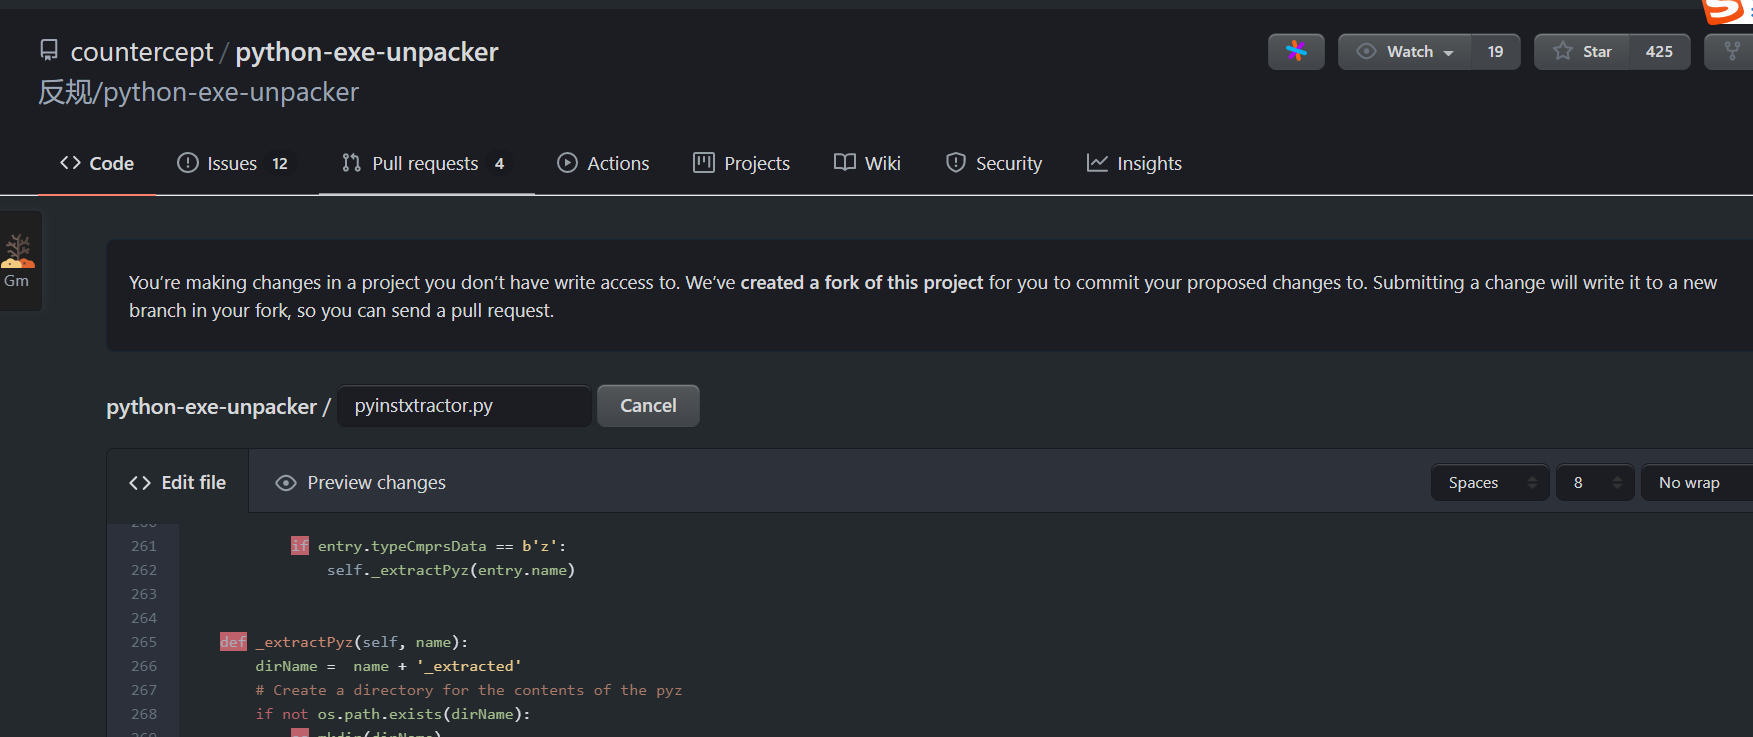 countercept / python-exe-unpacker
Watch 19
Star 425
反规/python-exe-unpacker
Code
Issues 12
Pull requests 4
Actions
Projects
Wiki
Security
Insights
Gm
You’re making changes in a project you don’t have write access to. We’ve created a fork of this project for you to commit your proposed changes to. Submitting a change will write it to a new
branch in your fork, so you can send a pull request.
python-exe-unpacker / pyinstxtractor.py Cancel
<> Edit file
Preview changes
Spaces
8
No wrap
260
261 if entry.typeCmprsData == b'z':
262 self._extractPyz(entry.name)
263
264
265 def _extractPyz(self, name):
266 dirName =  name + '_extracted'
267 # Create a directory for the contents of the pyz
268 if not os.path.exists(dirName):
269 os.mkdir(dirName)